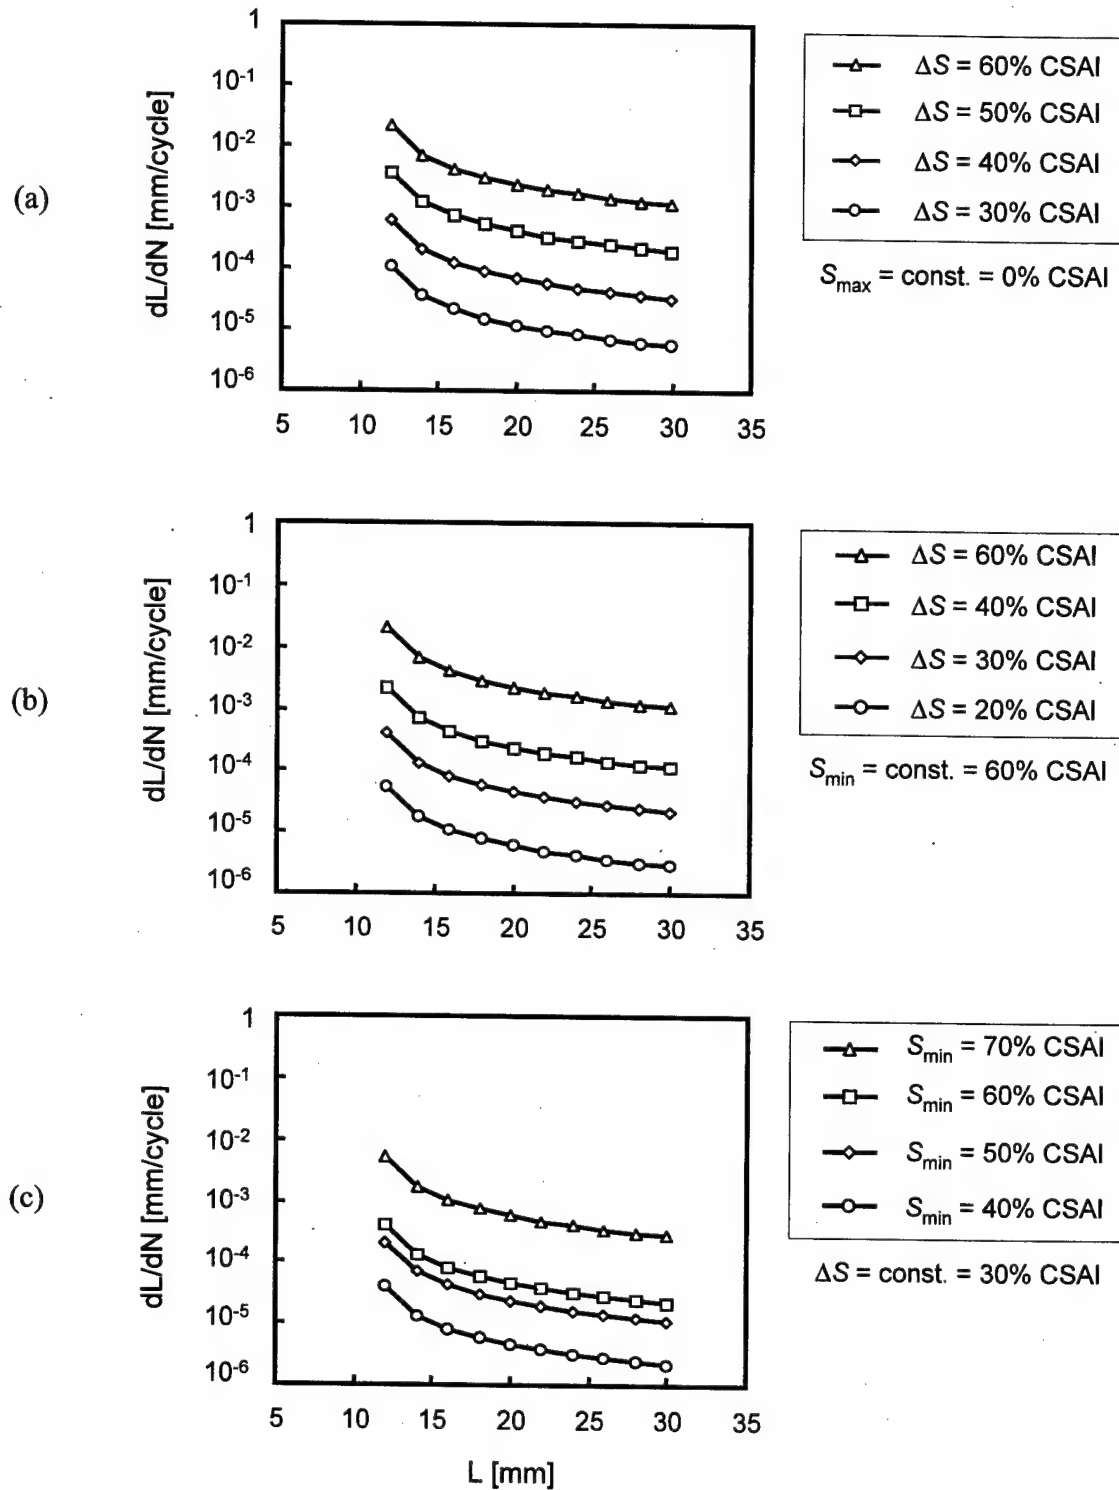 (a)
dL/dN [mm/cycle]
1
10-1
10-2
10-3
10-4
10-5
10-6
5 10 15 20 25 30 35
ΔS = 60% CSAI
ΔS = 50% CSAI
ΔS = 40% CSAI
ΔS = 30% CSAI
Smax = const. = 0% CSAI
(b)
dL/dN [mm/cycle]
1
10-1
10-2
10-3
10-4
10-5
10-6
5 10 15 20 25 30 35
ΔS = 60% CSAI
ΔS = 40% CSAI
ΔS = 30% CSAI
ΔS = 20% CSAI
Smin = const. = 60% CSAI
(c)
dL/dN [mm/cycle]
1
10-1
10-2
10-3
10-4
10-5
10-6
5 10 15 20 25 30 35
L [mm]
Smin = 70% CSAI
Smin = 60% CSAI
Smin = 50% CSAI
Smin = 40% CSAI
ΔS = const. = 30% CSAI